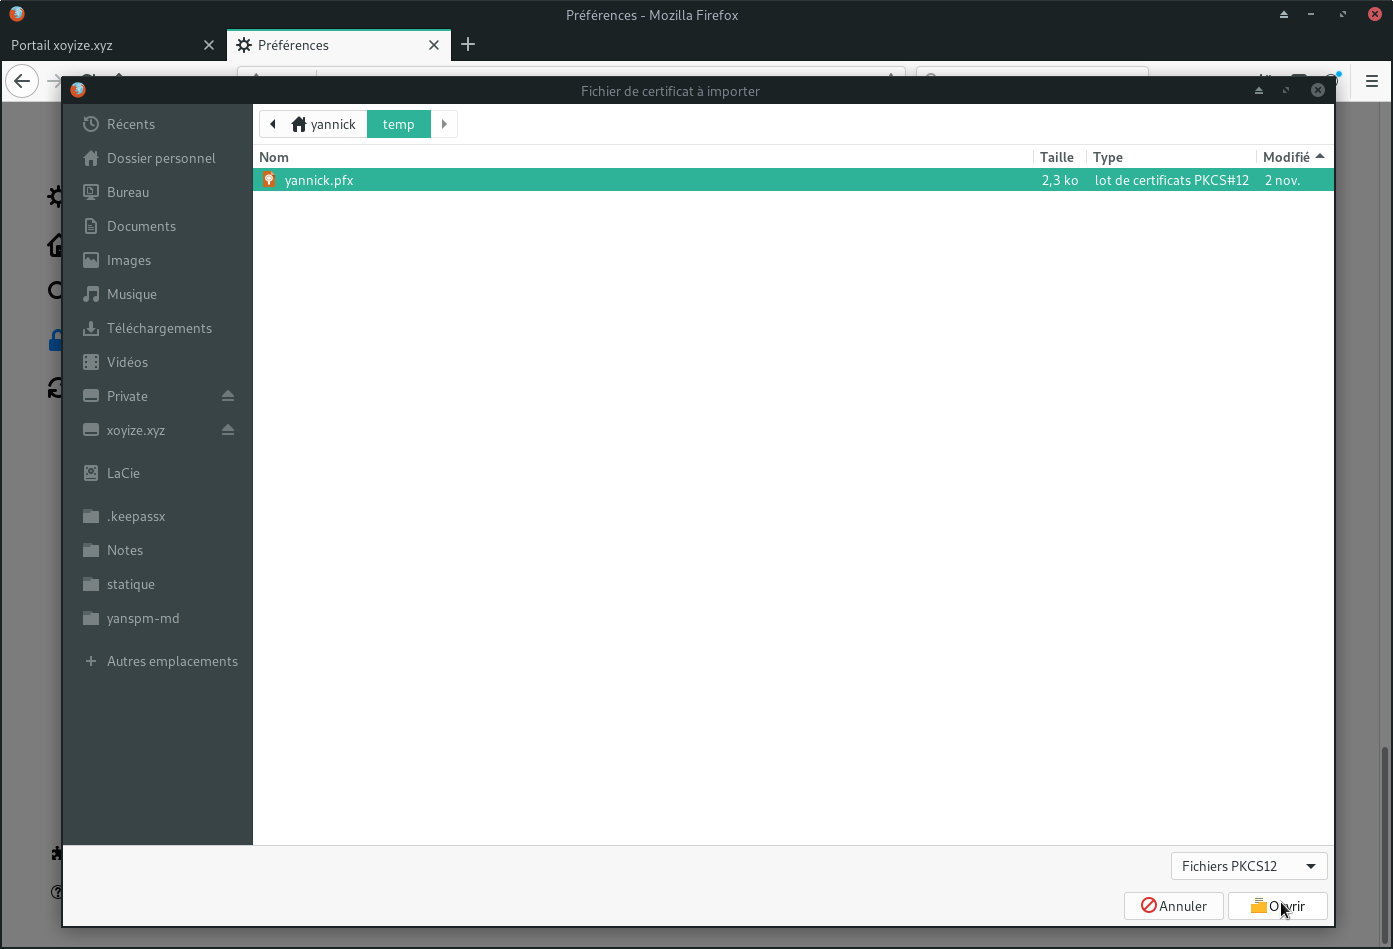 Préférences - Mozilla Firefox
Portail xoyize.xyz
Préférences
Fichier de certificat à importer
Récents
Dossier personnel
Bureau
Documents
Images
Musique
Téléchargements
Vidéos
Private
xoyize.xyz
LaCie
.keepassx
Notes
statique
yanspm-md
Autres emplacements
yannick temp
Nom Taille Type Modifié
yannick.pfx 2,3 ko lot de certificats PKCS#12 2 nov.
Fichiers PKCS12
Annuler Ouvrir